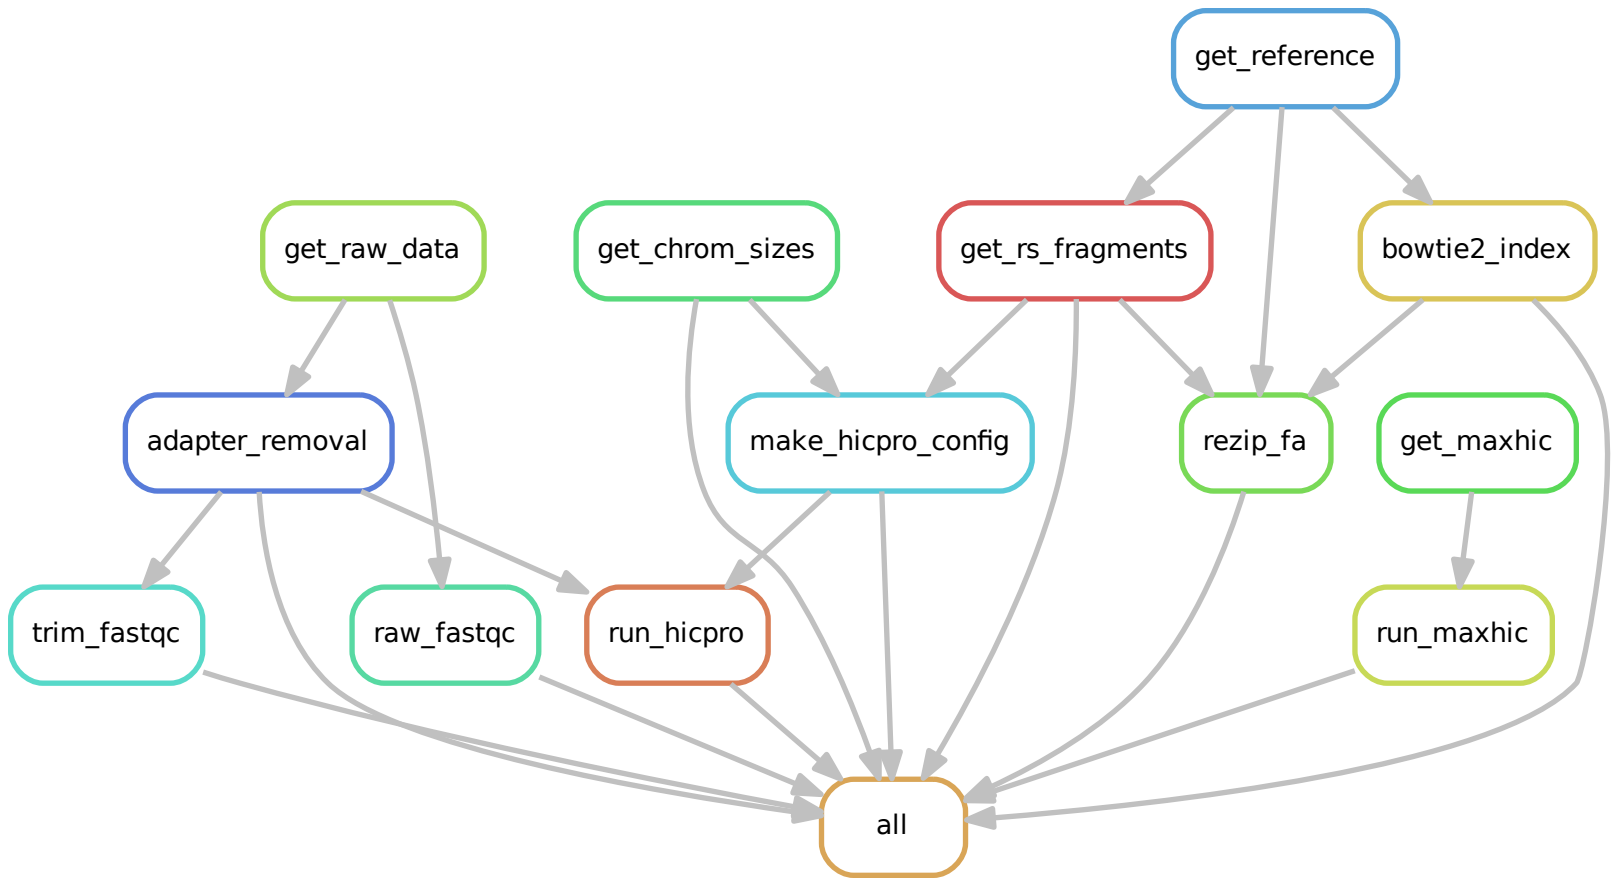 get_reference
get_raw_data
get_chrom_sizes
get_rs_fragments
bowtie2_index
adapter_removal
make_hicpro_config
rezip_fa
get_maxhic
trim_fastqc
raw_fastqc
run_hicpro
run_maxhic
all